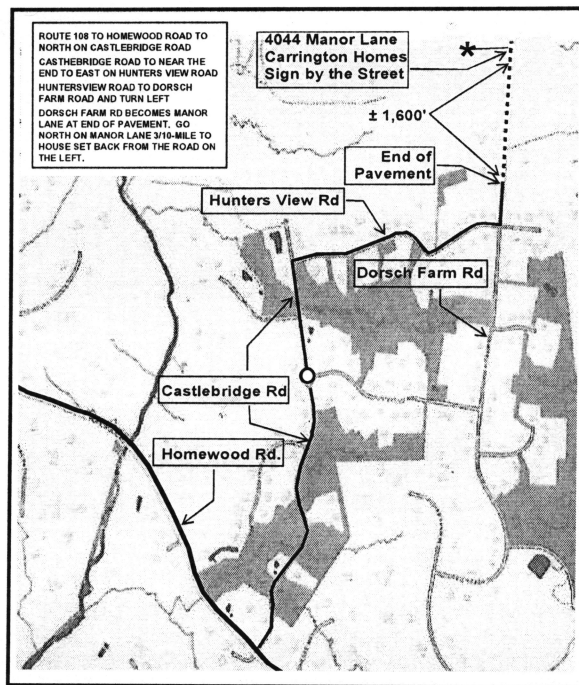 ROUTE 108 TO HOMEWOOD ROAD TO
NORTH ON CASTLEBRIDGE ROAD
CASTHEBRIDGE ROAD TO NEAR THE
END TO EAST ON HUNTERS VIEW ROAD
HUNTERSVIEW ROAD TO DORSCH
FARM ROAD AND TURN LEFT
DORSCH FARM RD BECOMES MANOR
LANE AT END OF PAVEMENT. GO
NORTH ON MANOR LANE 3/10-MILE TO
HOUSE SET BACK FROM THE ROAD ON
THE LEFT.
4044 Manor Lane
Carrington Homes
Sign by the Street
*
± 1,600'
End of
Pavement
Hunters View Rd
Dorsch Farm Rd
Castlebridge Rd
Homewood Rd.